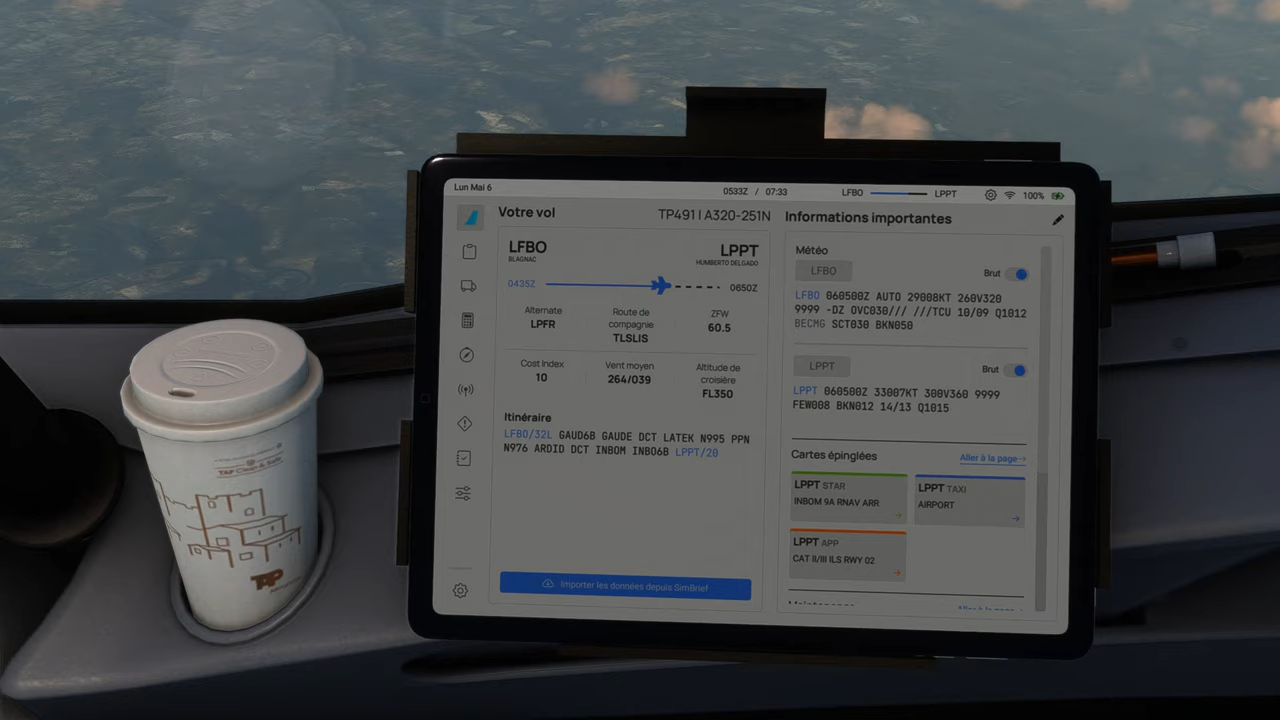 Lun Mai 6
0533Z / 07:33
LFBO
LPPT
100%
Votre vol
TP491 | A320-251N
LFBO
BLAGNAC
LPPT
HUMBERTO DELGADO
0435Z
0650Z
Alternate
LPFR
Route de
compagnie
TLSLIS
ZFW
60.5
Cost Index
10
Vent moyen
264/039
Altitude de
croisière
FL350
Itinéraire
LFBO/32L GAUD6B GAUDE DCT LATEK N995 PPN
N976 ARDID DCT INBOM INBO6B LPPT/20
Importer les données depuis SimBrief
Informations importantes
Météo
LFBO
Brut
LFBO 060500Z AUTO 29008KT 260V320
9999 -DZ OVC030/// ///TCU 10/09 Q1012
BECMG SCT030 BKN050
LPPT
Brut
LPPT 060500Z 33007KT 300V360 9999
FEW008 BKN012 14/13 Q1015
Cartes épinglées
Aller à la page
LPPT STAR
INBOM 9A RNAV ARR
LPPT TAXI
AIRPORT
LPPT APP
CAT II/III ILS RWY 02
Maintenance
Aller à la page
TAP